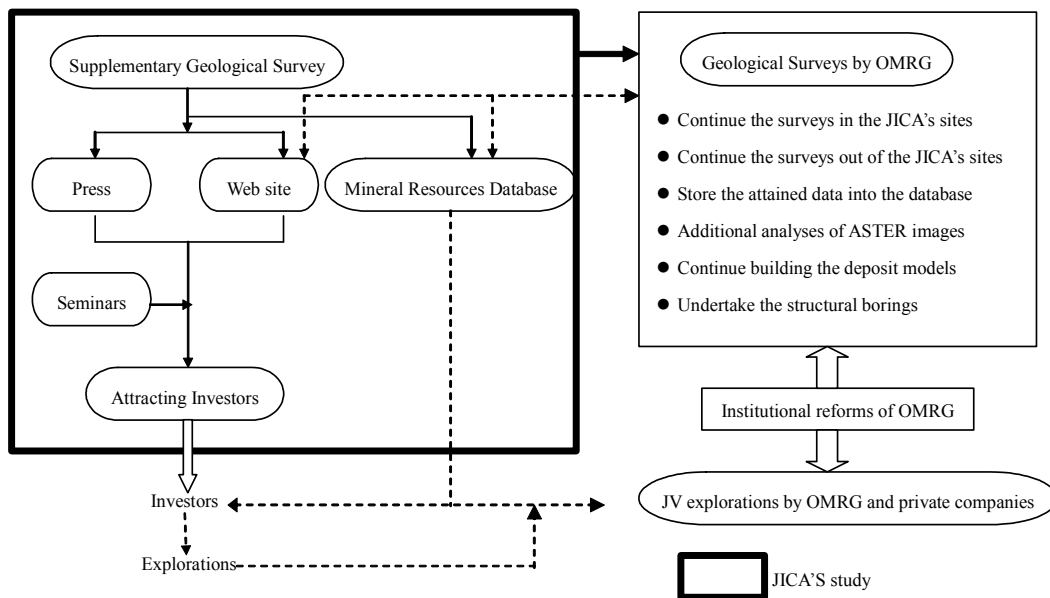 Supplementary Geological Survey
Press
Web site
Mineral Resources Database
Seminars
Attracting Investors
Investors
Explorations
Geological Surveys by OMRG
● Continue the surveys in the JICA's sites
● Continue the surveys out of the JICA's sites
● Store the attained data into the database
● Additional analyses of ASTER images
● Continue building the deposit models
● Undertake the structural borings
Institutional reforms of OMRG
JV explorations by OMRG and private companies
JICA'S study